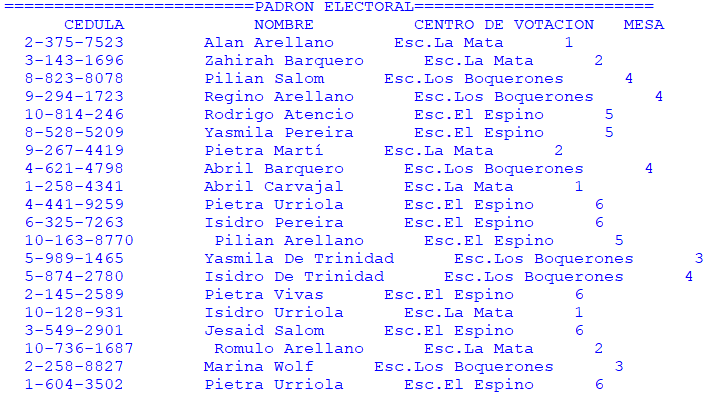 =========================PADRON ELECTORAL========================
CEDULA NOMBRE CENTRO DE VOTACION MESA
2-375-7523 Alan Arellano Esc.La Mata 1
3-143-1696 Zahirah Barquero Esc.La Mata 2
8-823-8078 Pilian Salom Esc.Los Boquerones 4
9-294-1723 Regino Arellano Esc.Los Boquerones 4
10-814-246 Rodrigo Atencio Esc.El Espino 5
8-528-5209 Yasmila Pereira Esc.El Espino 5
9-267-4419 Pietra Martí Esc.La Mata 2
4-621-4798 Abril Barquero Esc.Los Boquerones 4
1-258-4341 Abril Carvajal Esc.La Mata 1
4-441-9259 Pietra Urriola Esc.El Espino 6
6-325-7263 Isidro Pereira Esc.El Espino 6
10-163-8770 Pilian Arellano Esc.El Espino 5
5-989-1465 Yasmila De Trinidad Esc.Los Boquerones 3
5-874-2780 Isidro De Trinidad Esc.Los Boquerones 4
2-145-2589 Pietra Vivas Esc.El Espino 6
10-128-931 Isidro Urriola Esc.La Mata 1
3-549-2901 Jesaid Salom Esc.El Espino 6
10-736-1687 Romulo Arellano Esc.La Mata 2
2-258-8827 Marina Wolf Esc.Los Boquerones 3
1-604-3502 Pietra Urriola Esc.El Espino 6